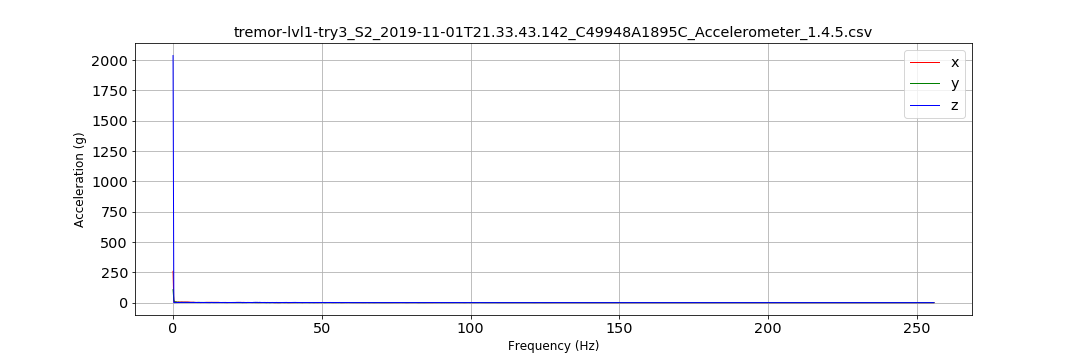 tremor-lvl1-try3_S2_2019-11-01T21.33.43.142_C49948A1895C_Accelerometer_1.4.5.csv
x
y
z
Acceleration (g)
2000
1750
1500
1250
1000
750
500
250
0
0 50 100 150 200 250
Frequency (Hz)